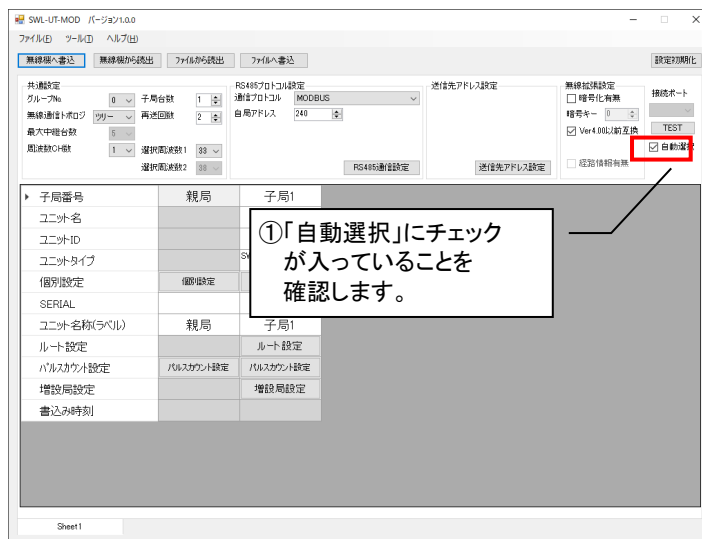 SWL-UT-MOD バージョン1.0.0
ファイル(F) ツール(T) ヘルプ(H)
無線機へ書込 無線機から読出 ファイルから読出 ファイルへ書込 設定初期化
共通設定 RS485プロトコル設定 送信先アドレス設定 無線拡張設定
グループNo 0 子局台数 1 通信プロトコル MODBUS 暗号化有無 接続ポート
無線通信トポロジ ツリー 再送回数 2 自局アドレス 240 暗号キー 0
最大中継台数 5 Ver4.00以前互換 TEST
周波数CH数 1 選択周波数1 33 自動選択
選択周波数2 38 RS485通信設定 送信先アドレス設定 経路情報有無
子局番号 親局 子局1
ユニット名
ユニットID
ユニットタイプ
個別設定 個別設定
SERIAL
ユニット名称(ラベル) 親局 子局1
ルート設定 ルート設定
パルスカウント設定 パルスカウント設定 パルスカウント設定
増設局設定 増設局設定
書込み時刻
①「自動選択」にチェック
が入っていることを
確認します。
Sheet1